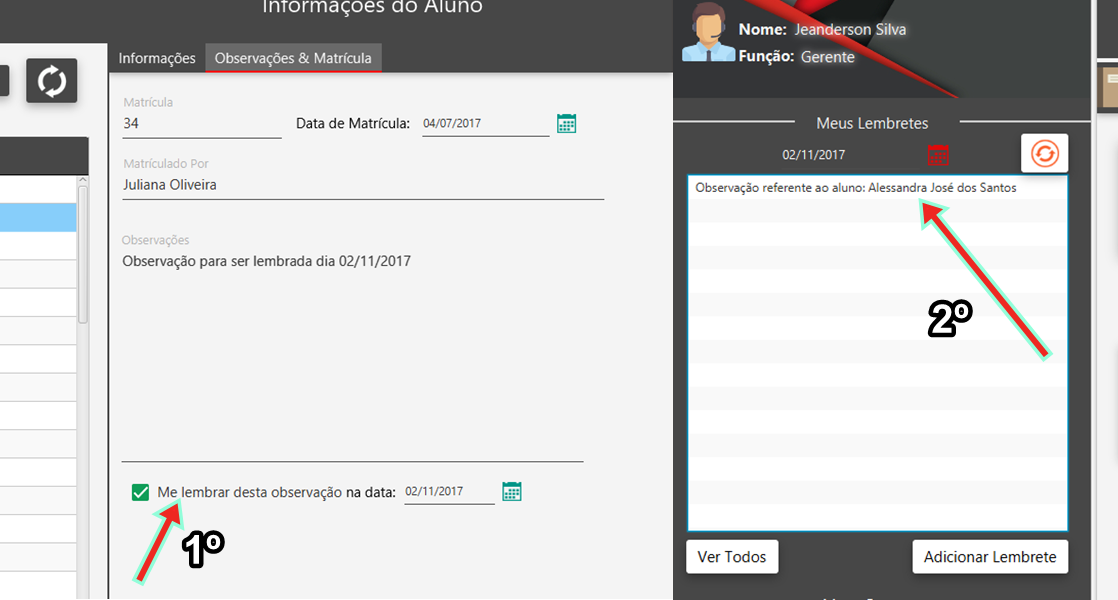 Informações do Aluno
Informações
Observações & Matrícula
Matrícula
34
Data de Matrícula:
04/07/2017
Matrículado Por
Juliana Oliveira
Observações
Observação para ser lembrada dia 02/11/2017
Me lembrar desta observação na data:
02/11/2017
1º
Nome: Jeanderson Silva
Função: Gerente
Meus Lembretes
02/11/2017
Observação referente ao aluno: Alessandra José dos Santos
2º
Ver Todos
Adicionar Lembrete